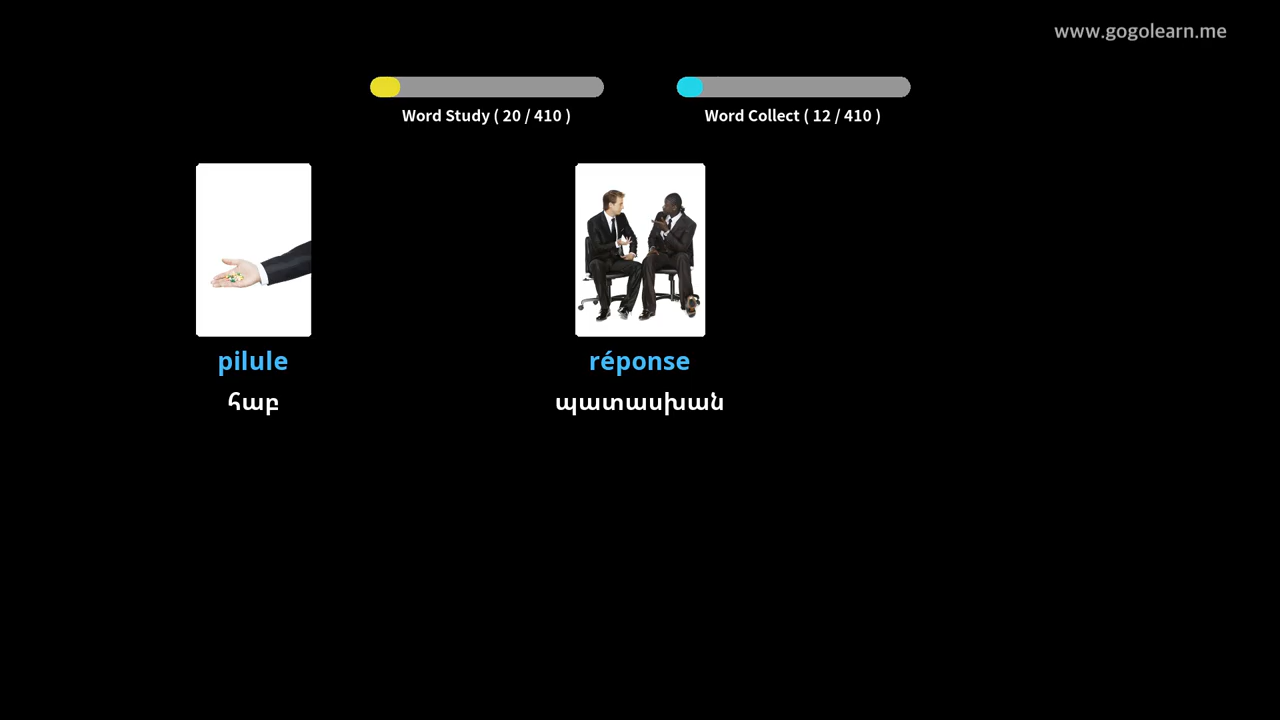 www.gogolearn.me
Word Study ( 20 / 410 )
Word Collect ( 12 / 410 )
pilule
réponse
հաբ
պատասխան